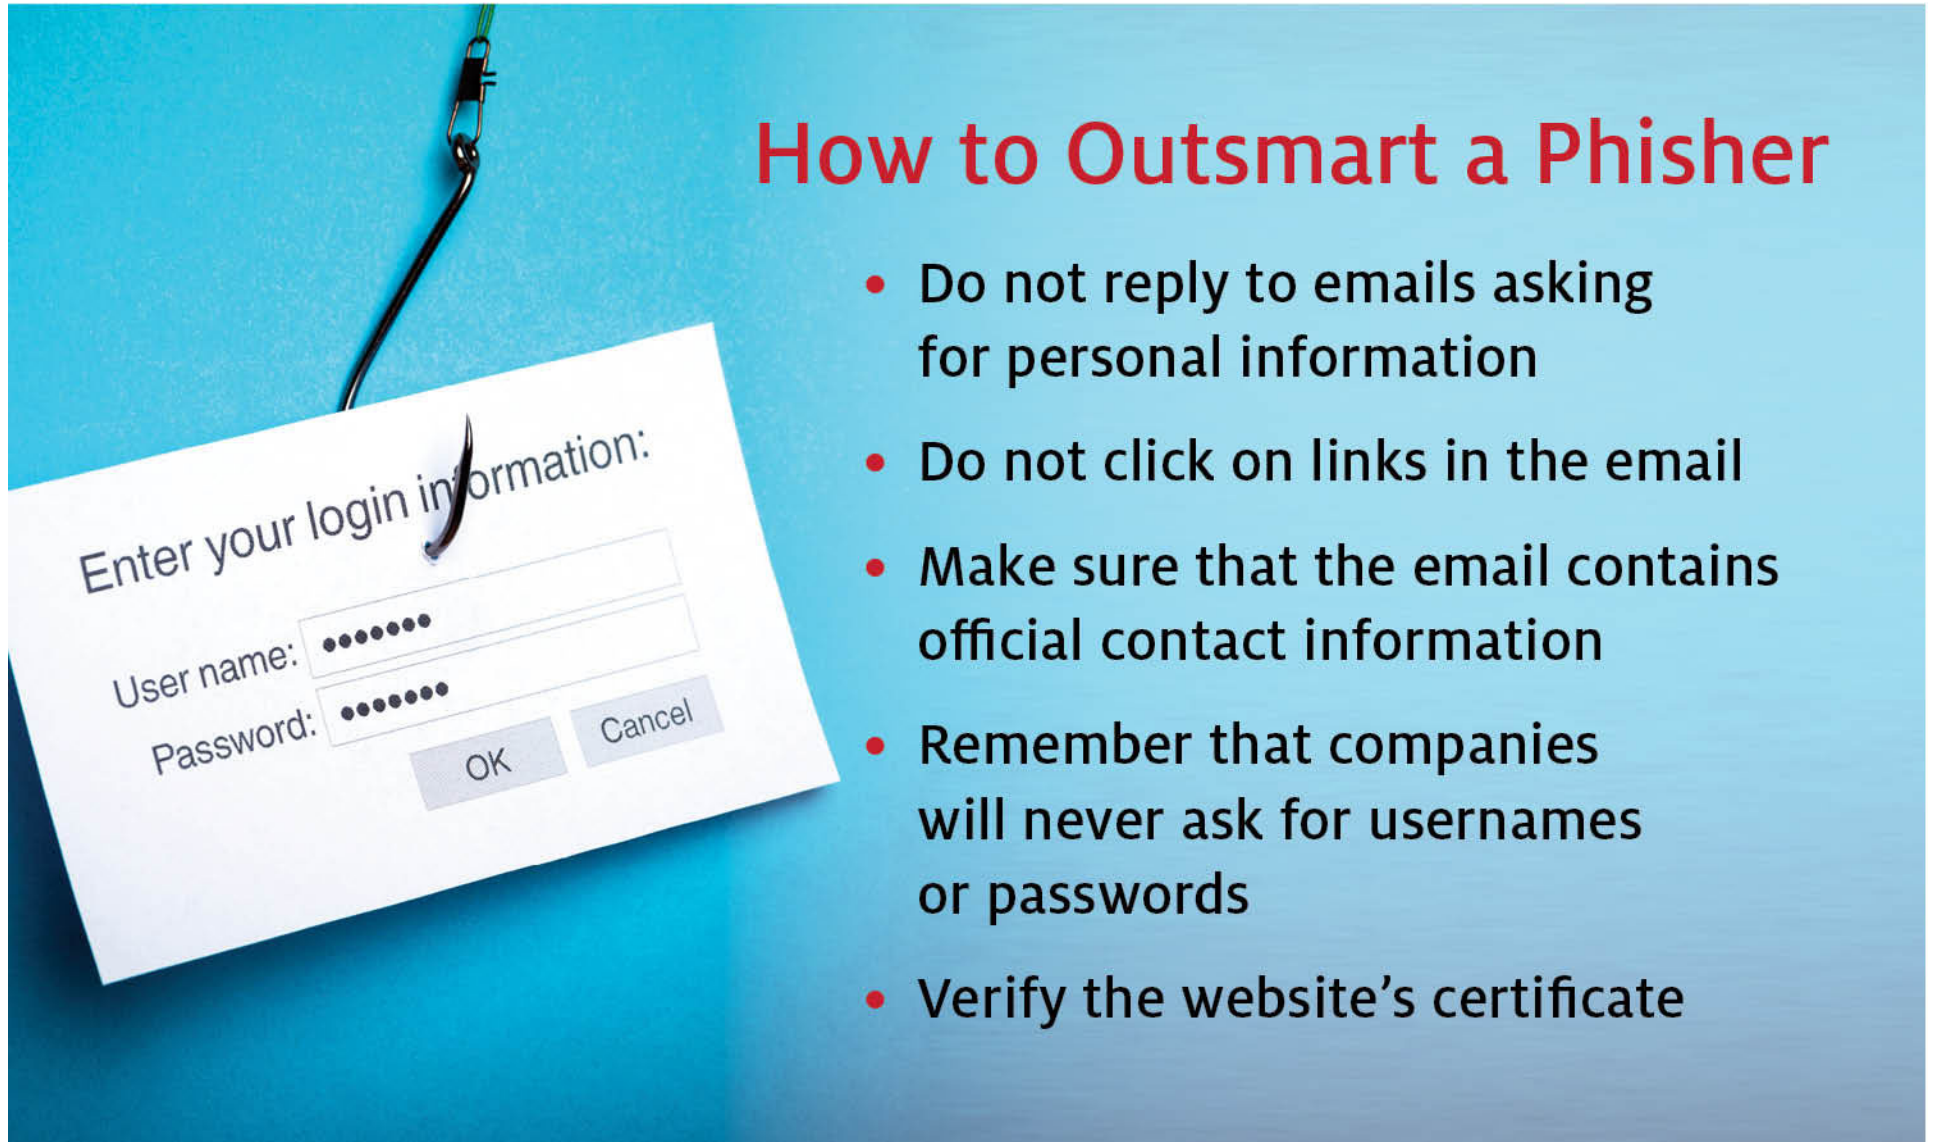 How to Outsmart a Phisher
• Do not reply to emails asking
for personal information
• Do not click on links in the email
• Make sure that the email contains
official contact information
• Remember that companies
will never ask for usernames
or passwords
• Verify the website’s certificate
Enter your login information:
User name: •••••••
Password: •••••••
OK Cancel